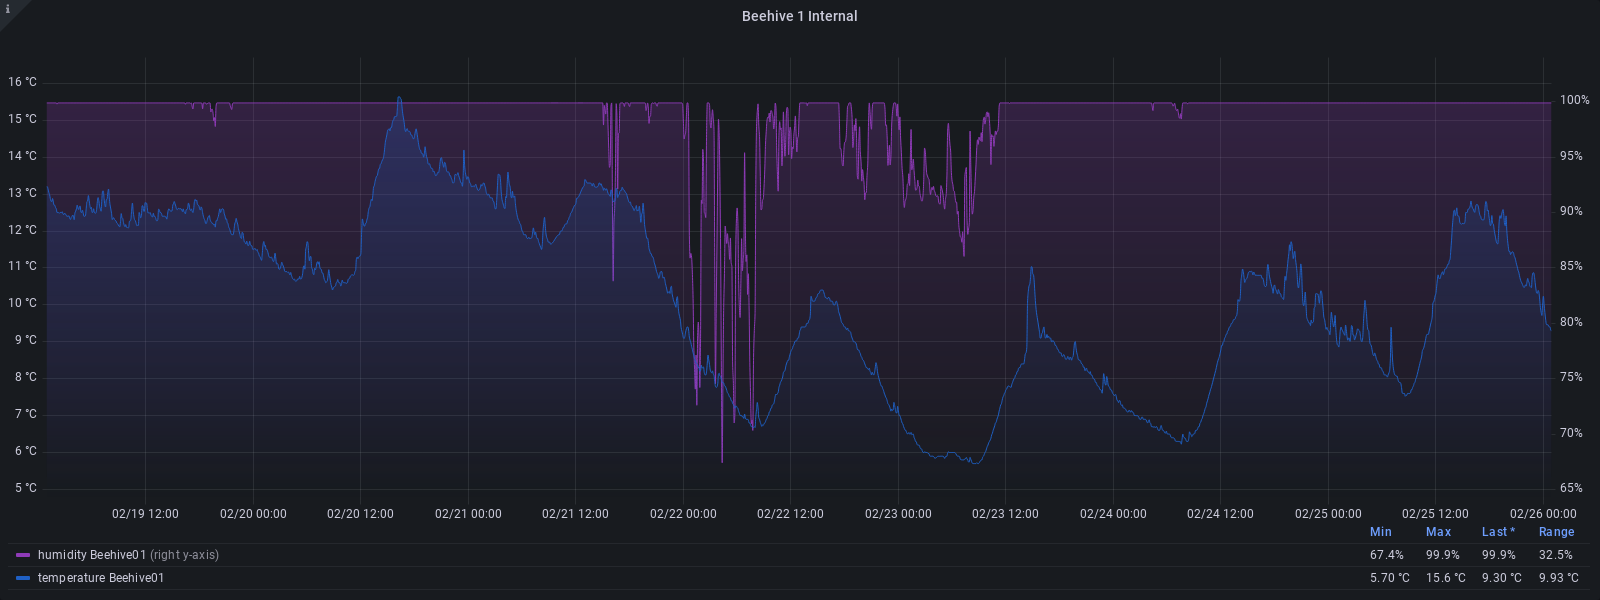 i
Beehive 1 Internal
16 °C
15 °C
14 °C
13 °C
12 °C
11 °C
10 °C
9 °C
8 °C
7 °C
6 °C
5 °C
100%
95%
90%
85%
80%
75%
70%
65%
02/19 12:00 02/20 00:00 02/20 12:00 02/21 00:00 02/21 12:00 02/22 00:00 02/22 12:00 02/23 00:00 02/23 12:00 02/24 00:00 02/24 12:00 02/25 00:00 02/25 12:00 02/26 00:00
Min Max Last * Range
humidity Beehive01 (right y-axis) 67.4% 99.9% 99.9% 32.5%
temperature Beehive01 5.70 °C 15.6 °C 9.30 °C 9.93 °C